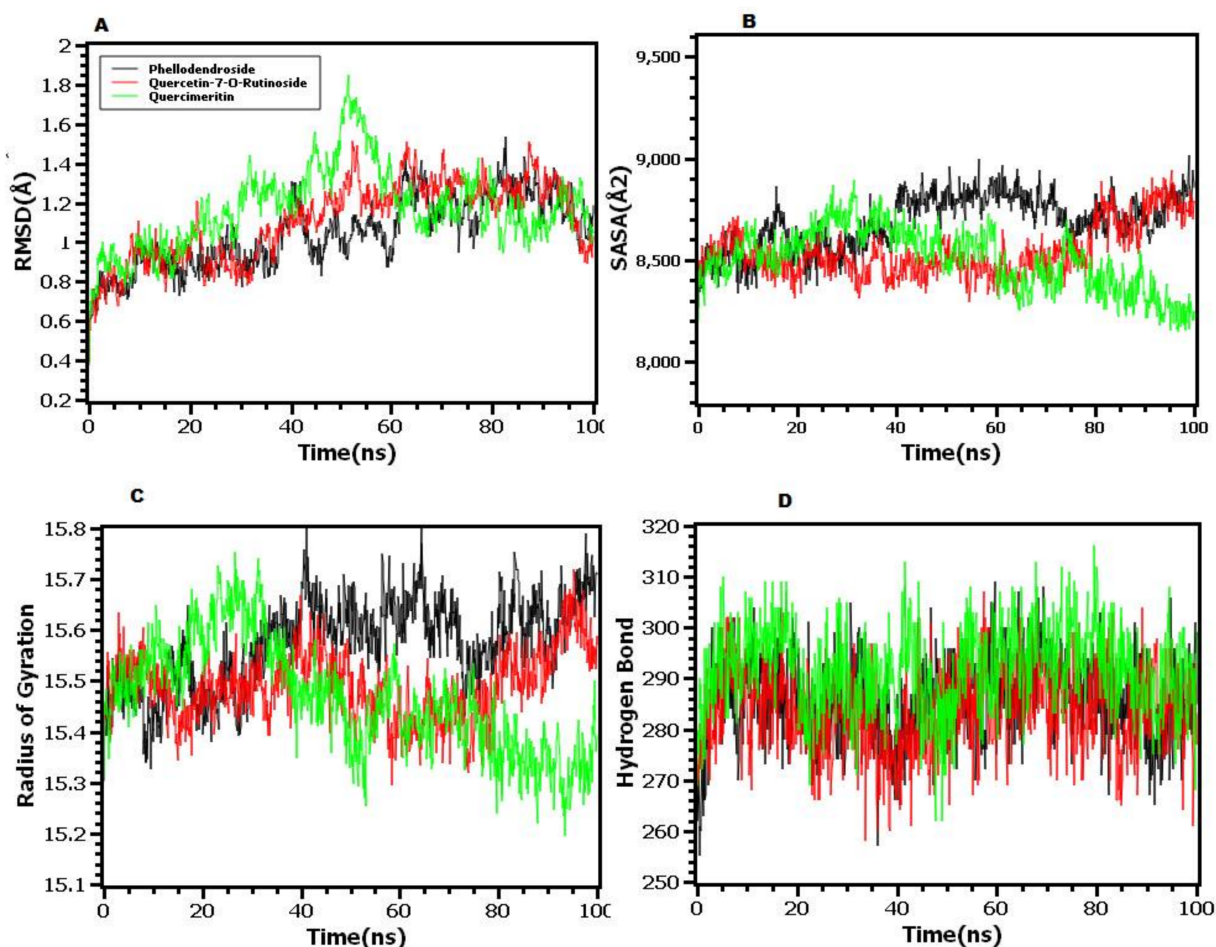 A
2
1.8
1.6
1.4
1.2
1
0.8
0.6
0.4
0.2
RMSD(Å)
Phellodendroside
Quercetin-7-O-Rutinoside
Quercimeritin
0 20 40 60 80 100
Time(ns)
B
9,500
9,000
8,500
8,000
SASA(Å2)
0 20 40 60 80 100
Time(ns)
C
15.8
15.7
15.6
15.5
15.4
15.3
15.2
15.1
Radius of Gyration
0 20 40 60 80 100
Time(ns)
D
320
310
300
290
280
270
260
250
Hydrogen Bond
0 20 40 60 80 100
Time(ns)